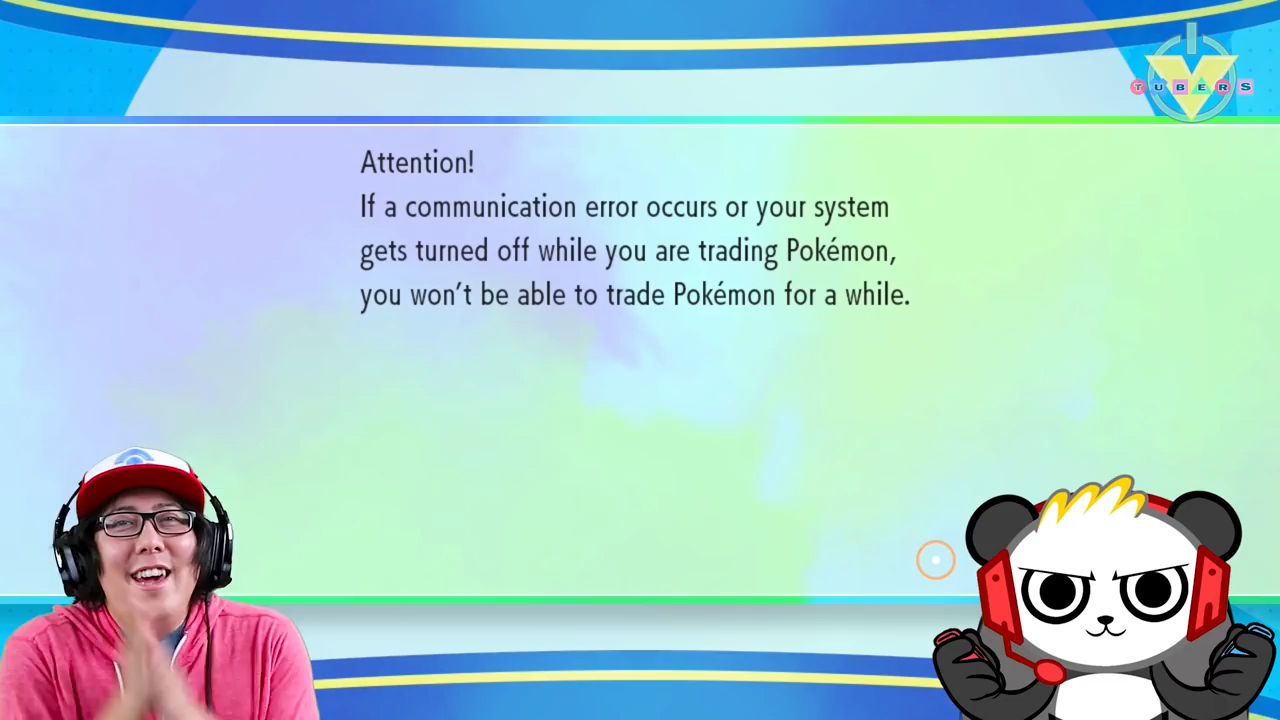 V
TUBERS
Attention!
If a communication error occurs or your system
gets turned off while you are trading Pokémon,
you won't be able to trade Pokémon for a while.